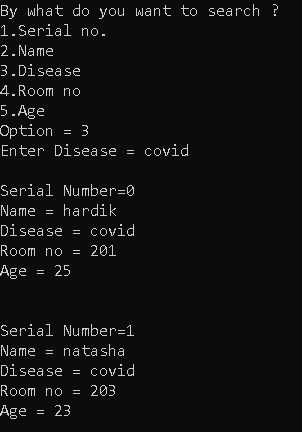 By what do you want to search ?
1.Serial no.
2.Name
3.Disease
4.Room no
5.Age
Option = 3
Enter Disease = covid
Serial Number=0
Name = hardik
Disease = covid
Room no = 201
Age = 25
Serial Number=1
Name = natasha
Disease = covid
Room no = 203
Age = 23